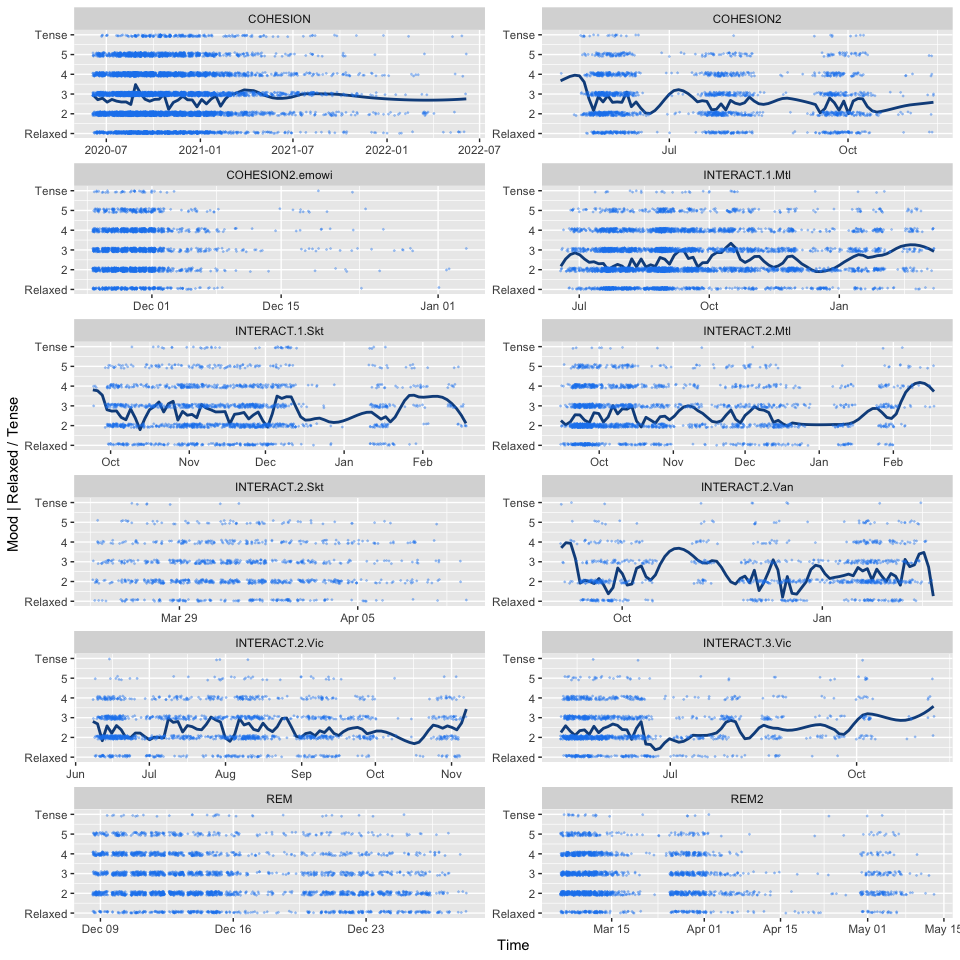 COHESION
Tense
5
4
3
2
Relaxed
2020-07 2021-01 2021-07 2022-01 2022-07
COHESION2
Tense
5
4
3
2
Relaxed
Jul Oct
COHESION2.emowi
Tense
5
4
3
2
Relaxed
Dec 01 Dec 15 Jan 01
INTERACT.1.Mtl
Tense
5
4
3
2
Relaxed
Jul Oct Jan
INTERACT.1.Skt
Tense
5
4
3
2
Relaxed
Oct Nov Dec Jan Feb
INTERACT.2.Mtl
Tense
5
4
3
2
Relaxed
Oct Nov Dec Jan Feb
INTERACT.2.Skt
Tense
5
4
3
2
Relaxed
Mar 29 Apr 05
INTERACT.2.Van
Tense
5
4
3
2
Relaxed
Oct Jan
INTERACT.2.Vic
Tense
5
4
3
2
Relaxed
Jun Jul Aug Sep Oct Nov
INTERACT.3.Vic
Tense
5
4
3
2
Relaxed
Jul Oct
REM
Tense
5
4
3
2
Relaxed
Dec 09 Dec 16 Dec 23
REM2
Tense
5
4
3
2
Relaxed
Mar 15 Apr 01 Apr 15 May 01 May 15
Mood | Relaxed / Tense
Time